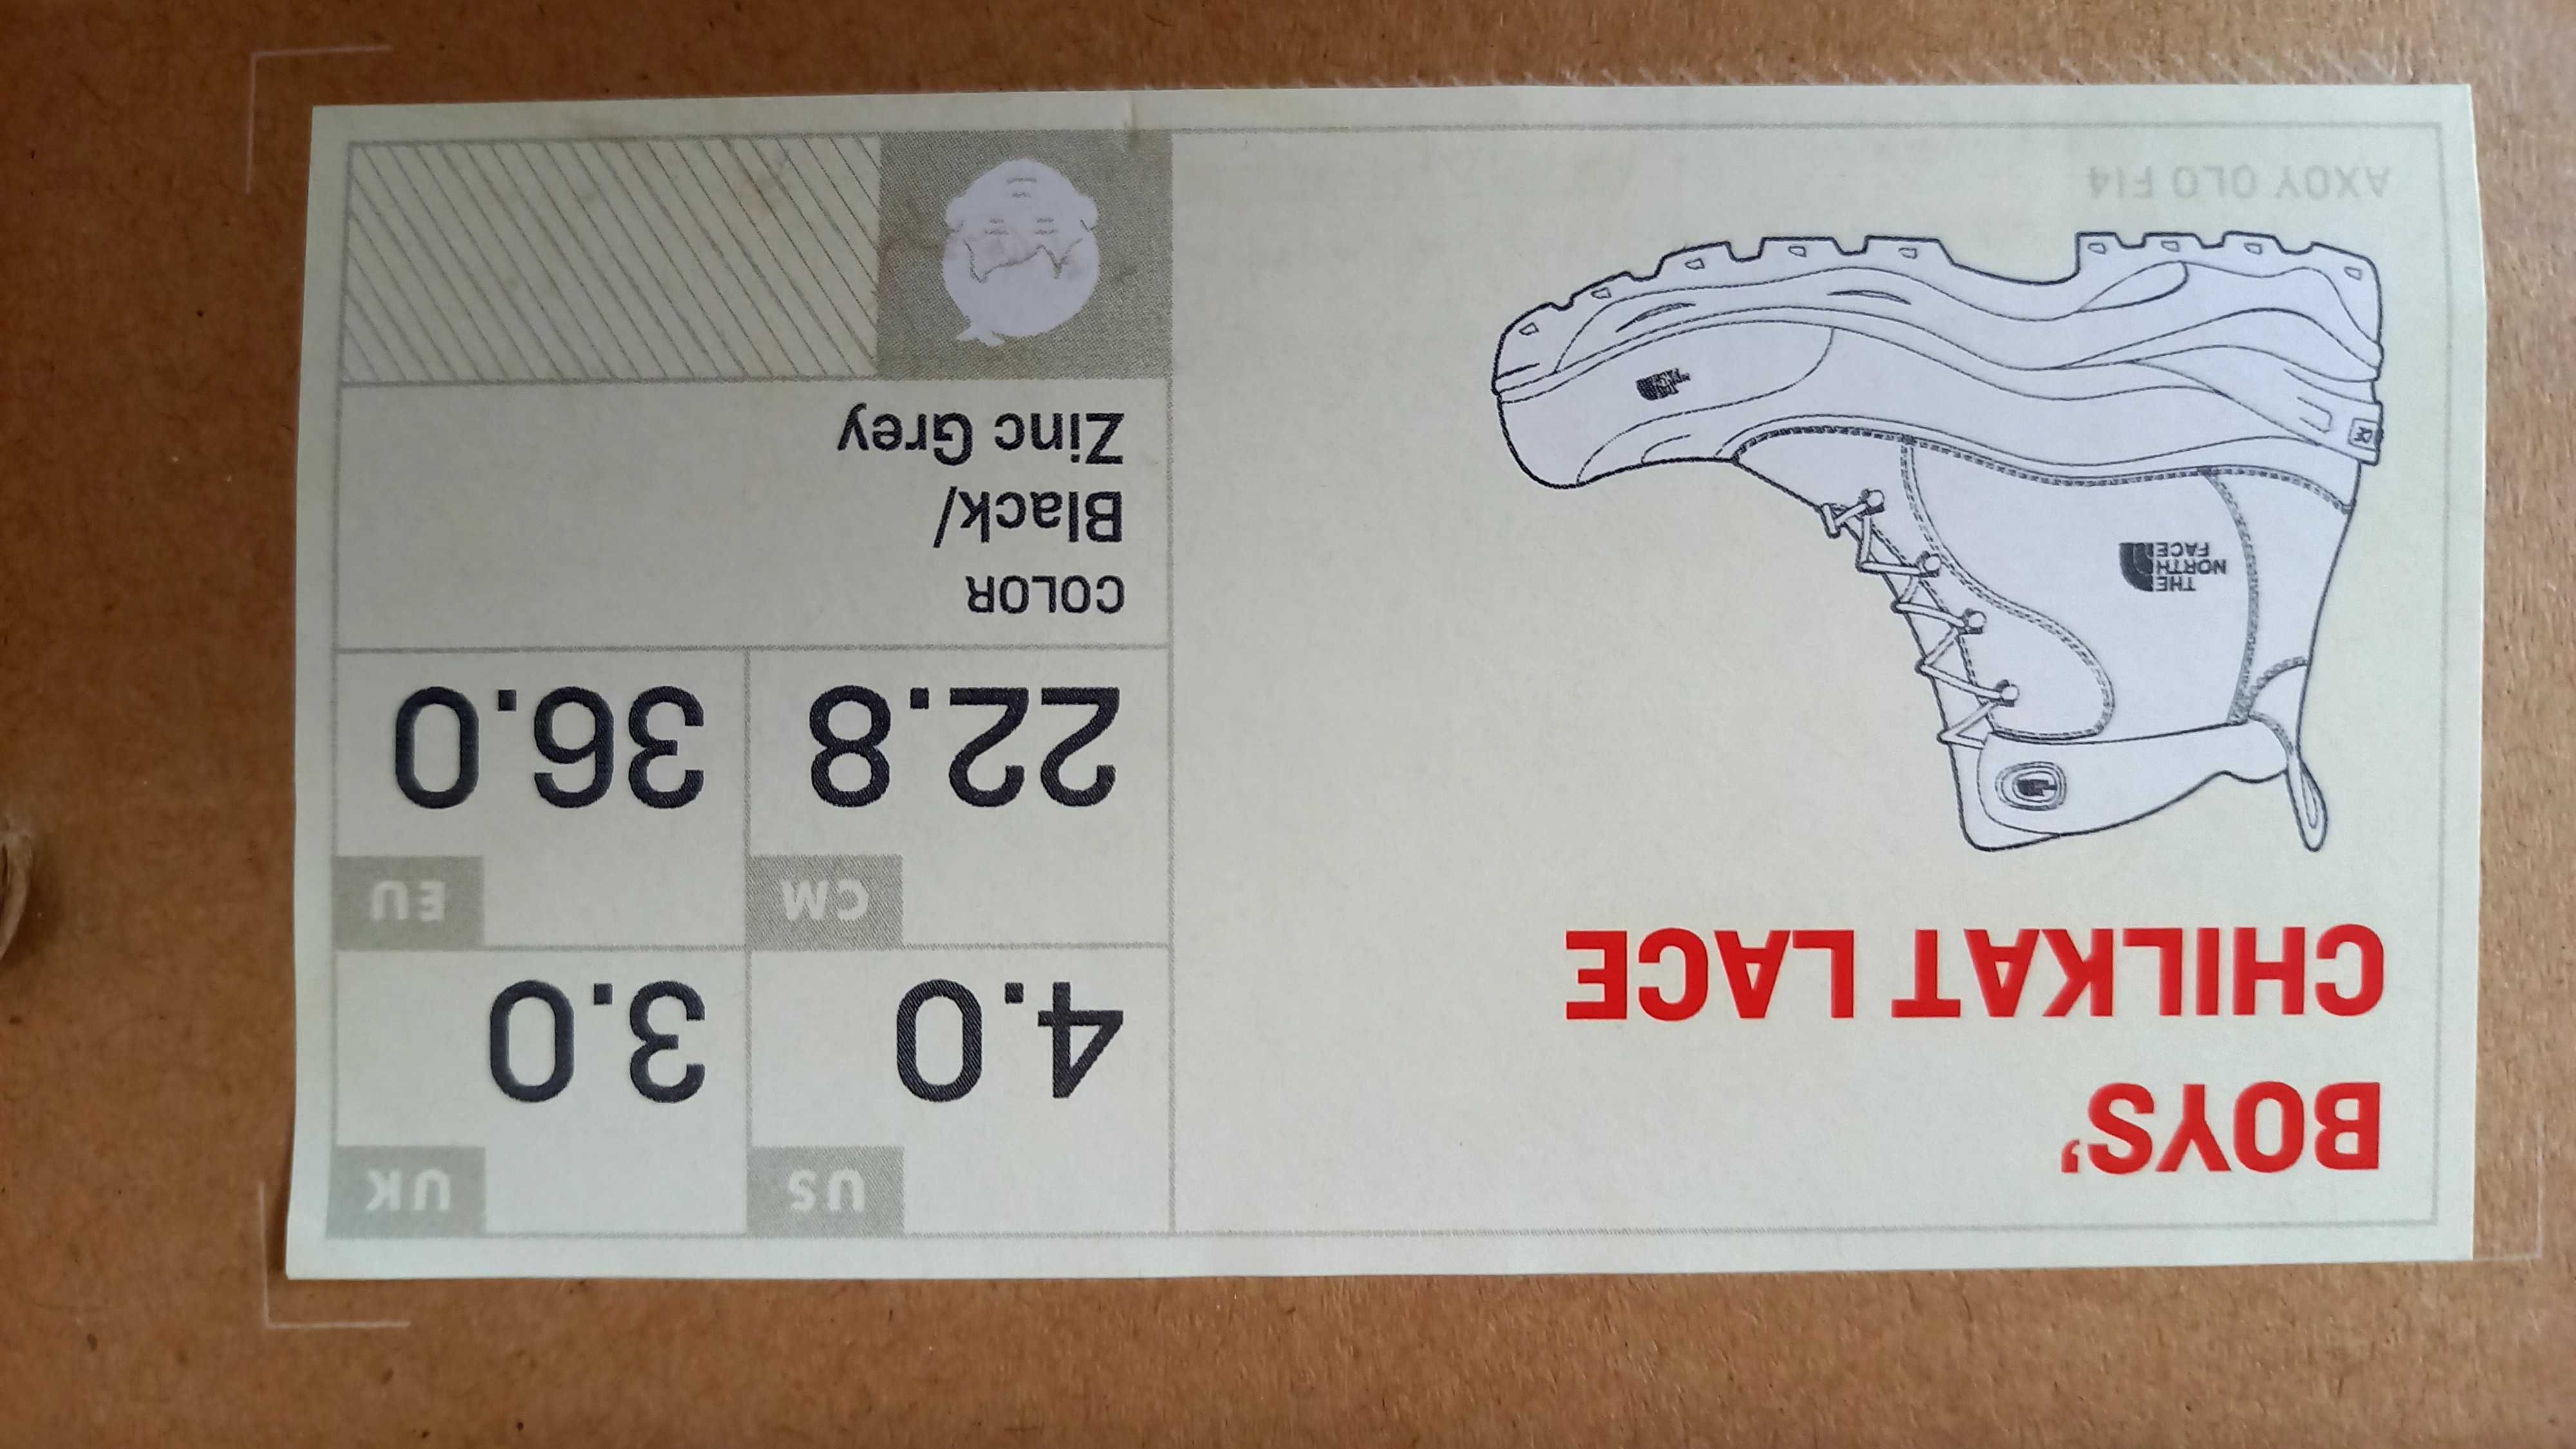 BOYS'
CHILKAT LACE
THE
NORTH
FACE
AXOY QLO F14
US
4.0
UK
3.0
CM
22.8
EU
36.0
COLOR
Black/
Zinc Grey